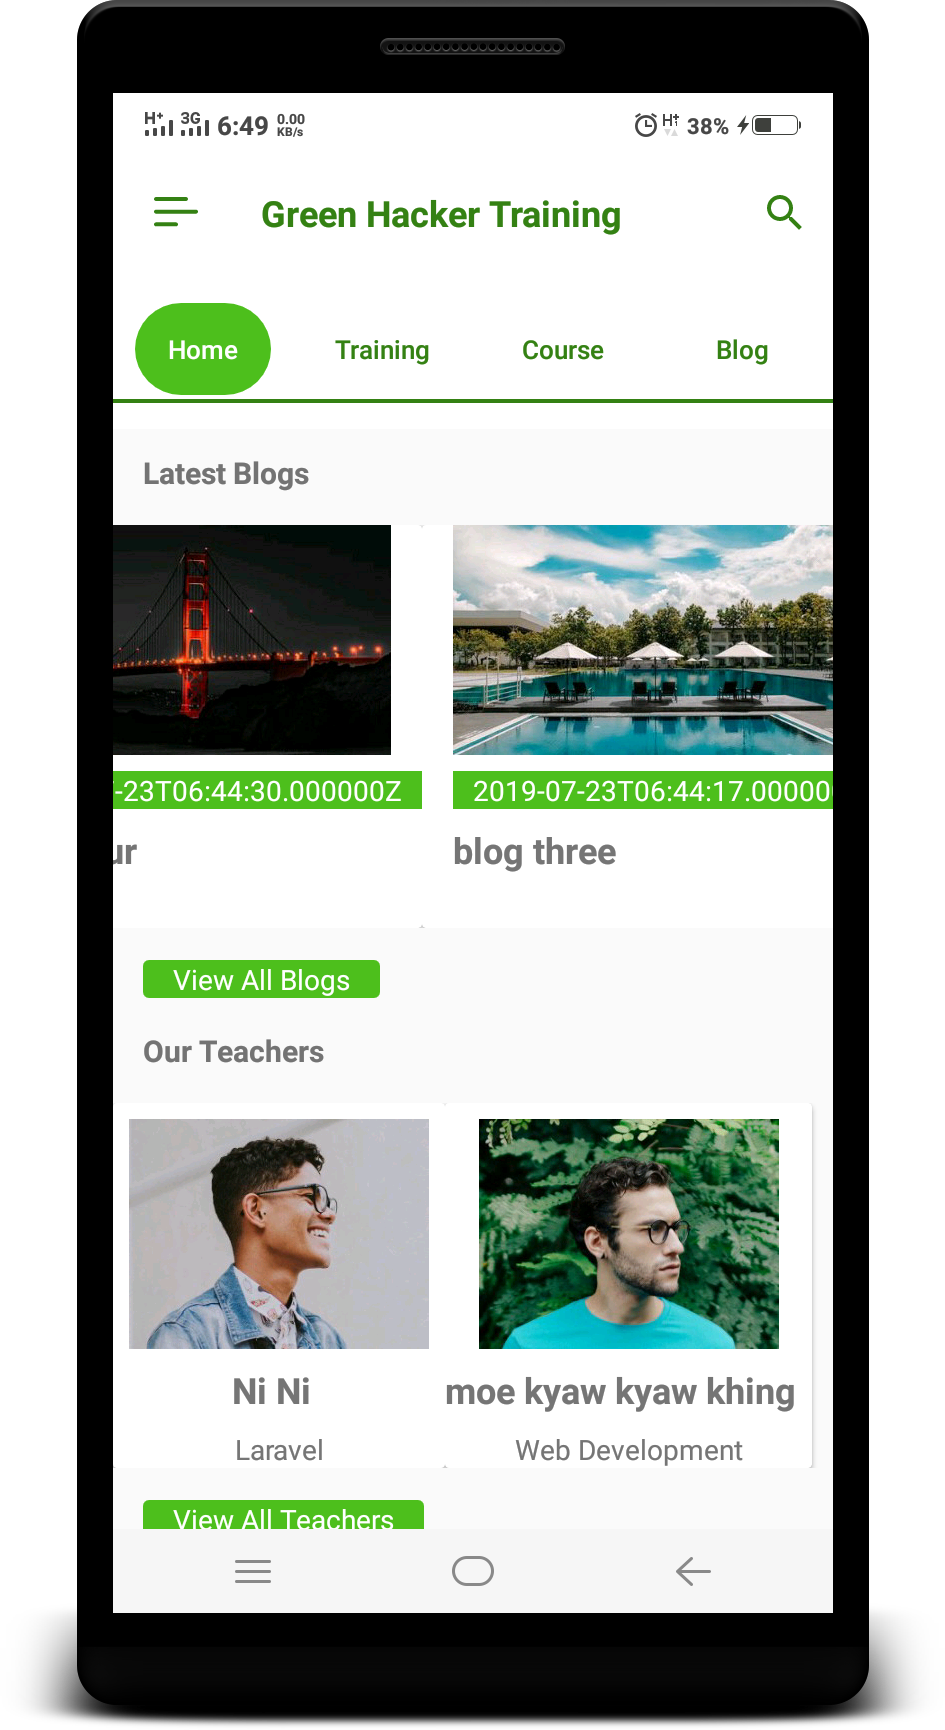 H+ 3G 6:49 0.00 KB/s H+ 38%
Green Hacker Training
Home Training Course Blog
Latest Blogs
-23T06:44:30.000000Z 2019-07-23T06:44:17.00000
ur blog three
View All Blogs
Our Teachers
Ni Ni moe kyaw kyaw khing
Laravel Web Development
View All Teachers